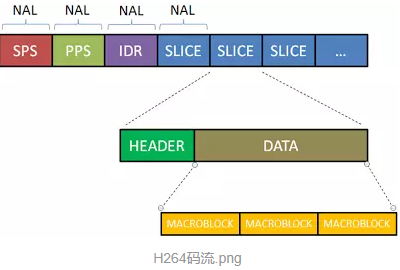 NAL NAL NAL NAL
SPS PPS IDR SLICE SLICE SLICE ...
HEADER DATA
MACROBLOCK MACROBLOCK MACROBLOCK
H264码流.png